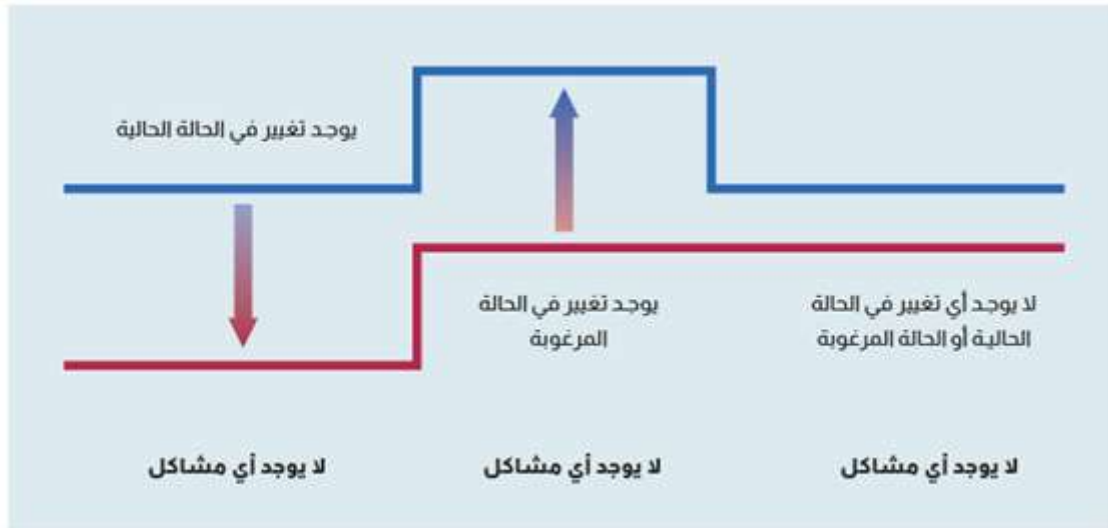 يوجد تغيير في الحالة الحالية
لا يوجد أي تغيير في الحالة
الحالية أو الحالة المرغوبة
يوجد تغيير في الحالة
المرغوبة
لا يوجد أي مشاكل
لا يوجد أي مشاكل
لا يوجد أي مشاكل